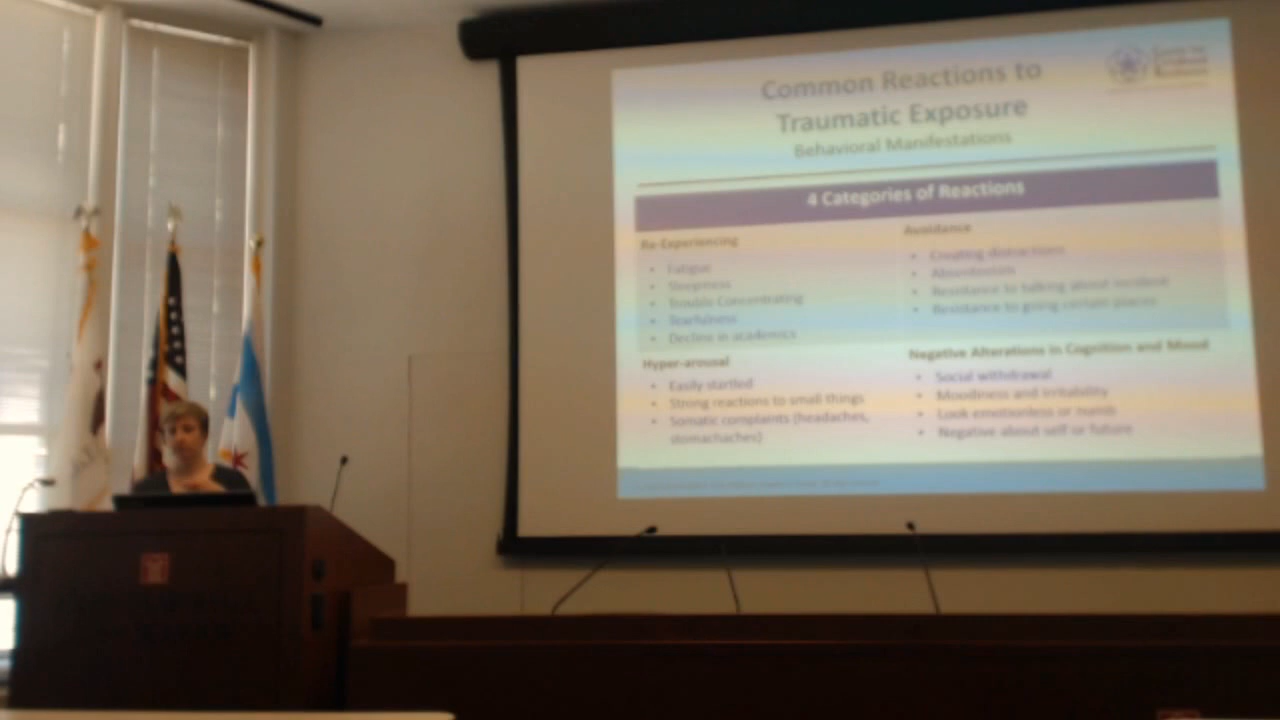 Common Reactions to
Traumatic Exposure
Behavioral Manifestations
4 Categories of Reactions
Re-Experiencing
• Fatigue
• Sleepiness
• Trouble Concentrating
• Tearfulness
• Decline in academics
Avoidance
• Creating distractions
• Absenteeism
• Resistance to talking about incident
• Resistance to going certain places
Hyper-arousal
• Easily startled
• Strong reactions to small things
• Somatic complaints (headaches,
stomachaches)
Negative Alterations in Cognition and Mood
• Social withdrawal
• Moodiness and irritability
• Look emotionless or numb
• Negative about self or future